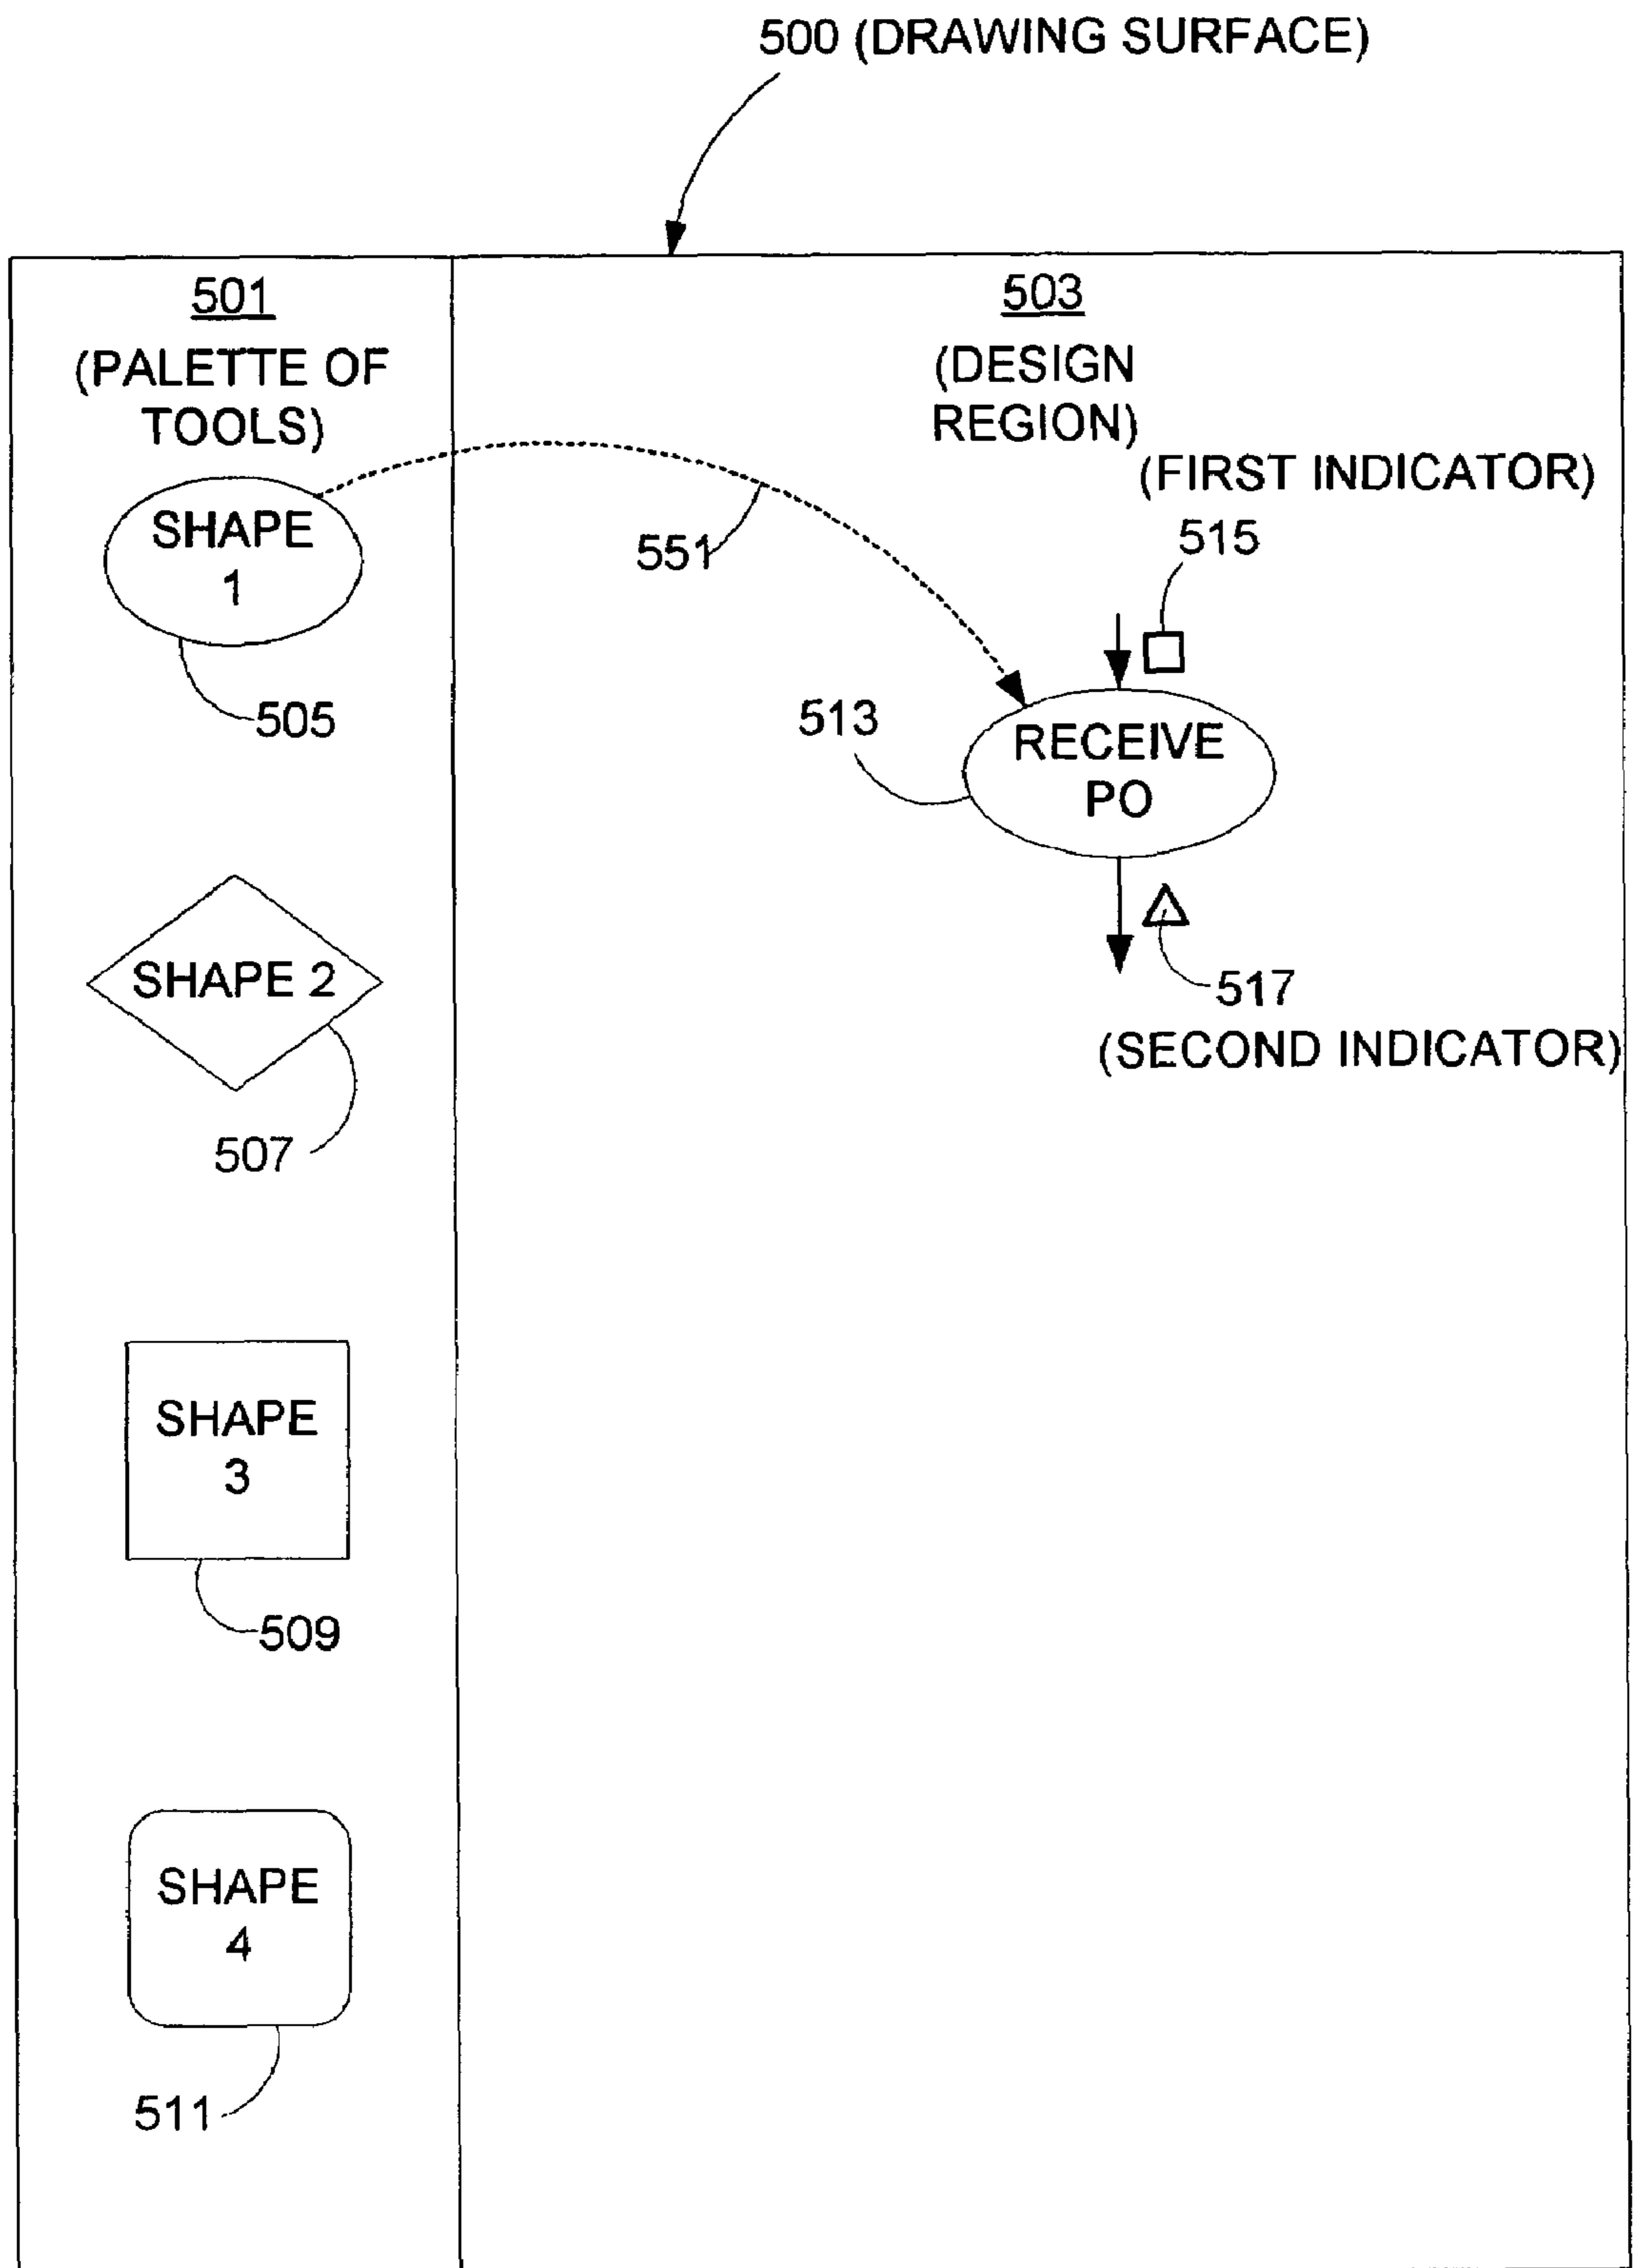 500 (DRAWING SURFACE)
501
(PALETTE OF
TOOLS)
503
(DESIGN
REGION)
(FIRST INDICATOR)
515
SHAPE
1
551
505
513
RECEIVE
PO
SHAPE 2
517
(SECOND INDICATOR)
507
SHAPE
3
509
SHAPE
4
511